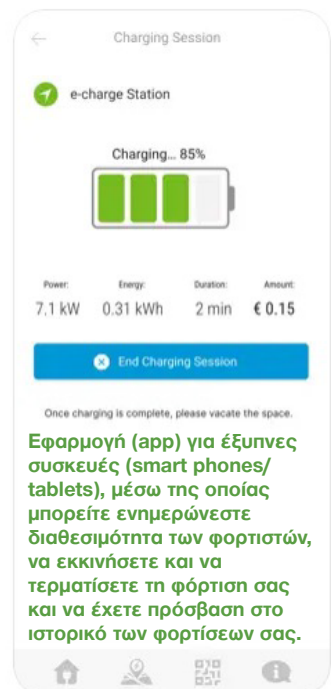 Charging Session
e-charge Station
Charging... 85%
Power: Energy: Duration: Amount:
7.1 kW 0.31 kWh 2 min € 0.15
End Charging Session
Once charging is complete, please vacate the space.
Εφαρμογή (app) για έξυπνες
συσκευές (smart phones/
tablets), μέσω της οποίας
μπορείτε ενημερώνεστε
διαθεσιμότητα των φορτιστών,
να εκκινήσετε και να
τερματίσετε τη φόρτιση σας
και να έχετε πρόσβαση στο
ιστορικό των φορτίσεων σας.